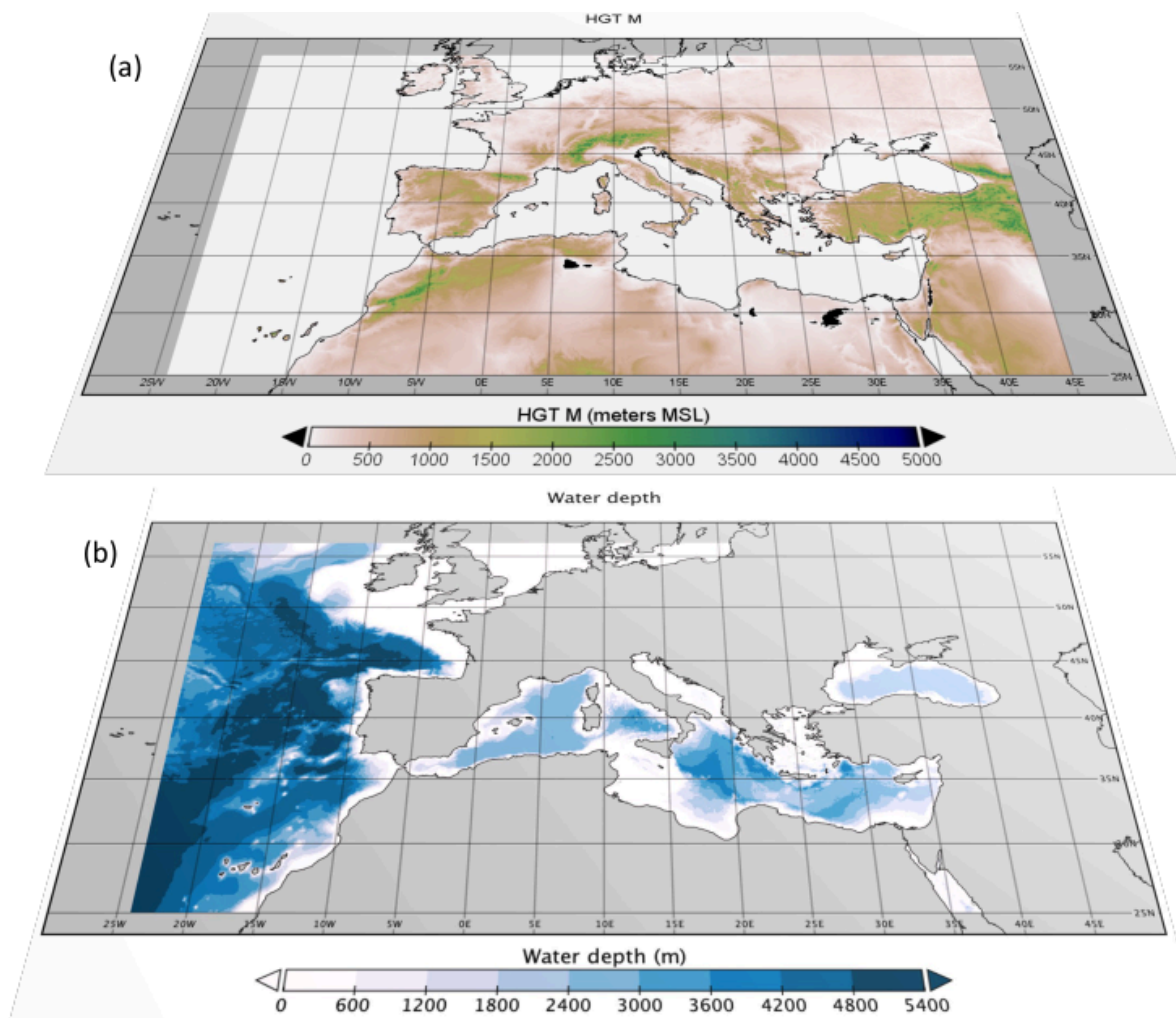 HGT M
(a)
55N
50N
45N
40N
35N
25N
25W 20W 15W 10W 5W 0E 5E 10E 15E 20E 25E 30E 35E 40E 45E
HGT M (meters MSL)
0 500 1000 1500 2000 2500 3000 3500 4000 4500 5000
Water depth
(b)
55N
50N
45N
40N
35N
30N
25N
25W 20W 15W 10W 5W 0E 5E 10E 15E 20E 25E 30E 35E 40E 45E
Water depth (m)
0 600 1200 1800 2400 3000 3600 4200 4800 5400